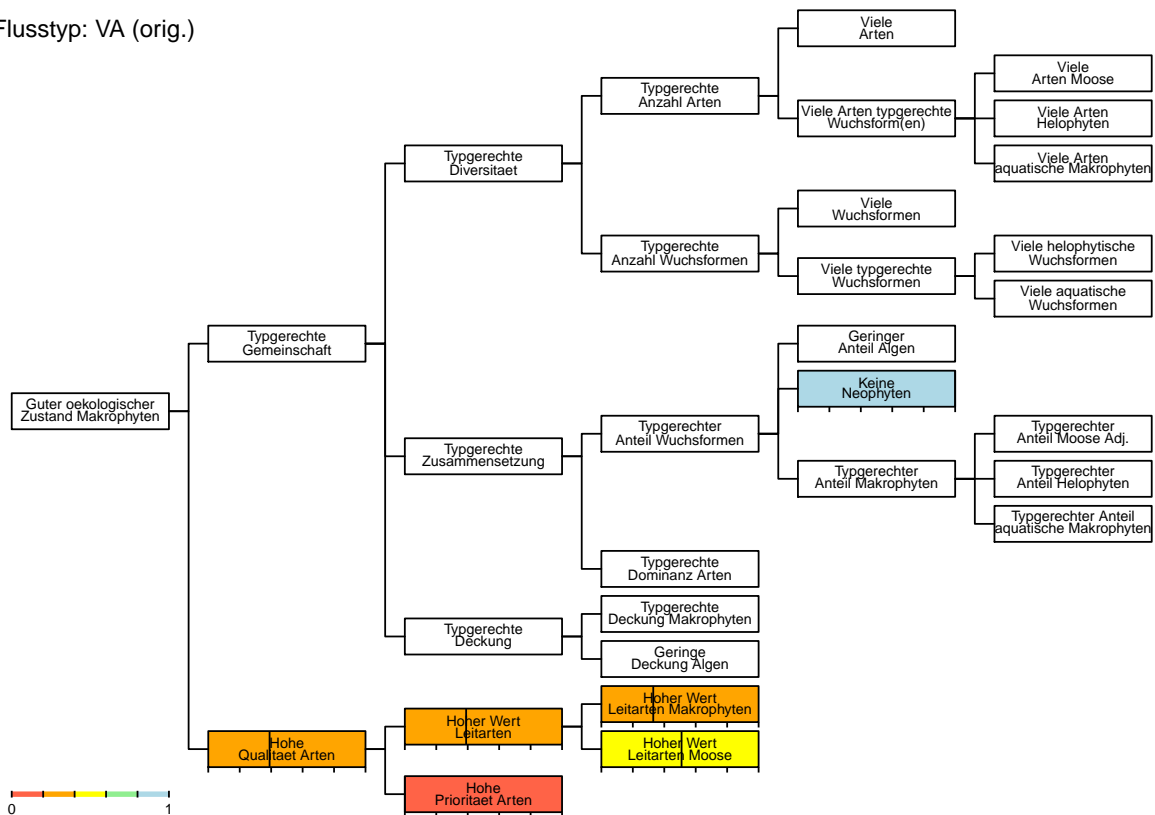 Flusstyp: VA (orig.)
Viele
Arten
Typgerechte
Anzahl Arten
Viele
Arten Moose
Viele Arten typgerechte
Wuchsform(en)
Viele Arten
Helophyten
Viele Arten
aquatische Makrophyten
Typgerechte
Diversitaet
Viele
Wuchsformen
Typgerechte
Anzahl Wuchsformen
Viele typgerechte
Wuchsformen
Viele helophytische
Wuchsformen
Viele aquatische
Wuchsformen
Typgerechte
Gemeinschaft
Geringer
Anteil Algen
Keine
Neophyten
Guter oekologischer
Zustand Makrophyten
Typgerechte
Zusammensetzung
Typgerechter
Anteil Wuchsformen
Typgerechter
Anteil Makrophyten
Typgerechter
Anteil Moose Adj.
Typgerechter
Anteil Helophyten
Typgerechter Anteil
aquatische Makrophyten
Typgerechte
Dominanz Arten
Typgerechte
Deckung
Typgerechte
Deckung Makrophyten
Geringe
Deckung Algen
Hohe
Qualitaet Arten
Hoher Wert
Leitarten
Hoher Wert
Leitarten Makrophyten
Hoher Wert
Leitarten Moose
Hohe
Prioritaet Arten
0
1